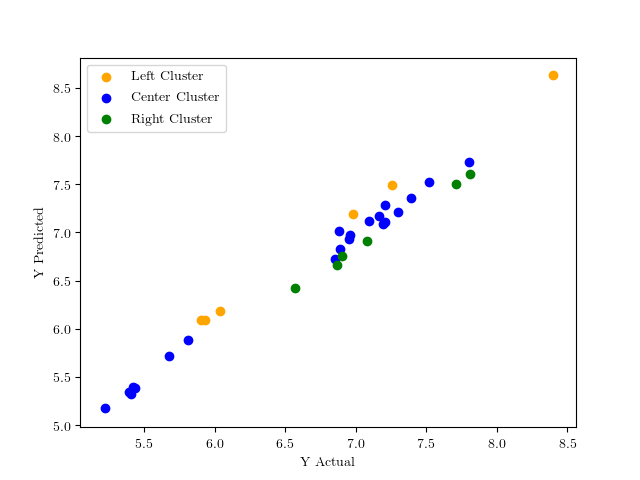 Left Cluster
Center Cluster
Right Cluster
8.5
8.0
7.5
7.0
6.5
6.0
5.5
5.0
Y Predicted
5.5 6.0 6.5 7.0 7.5 8.0 8.5
Y Actual